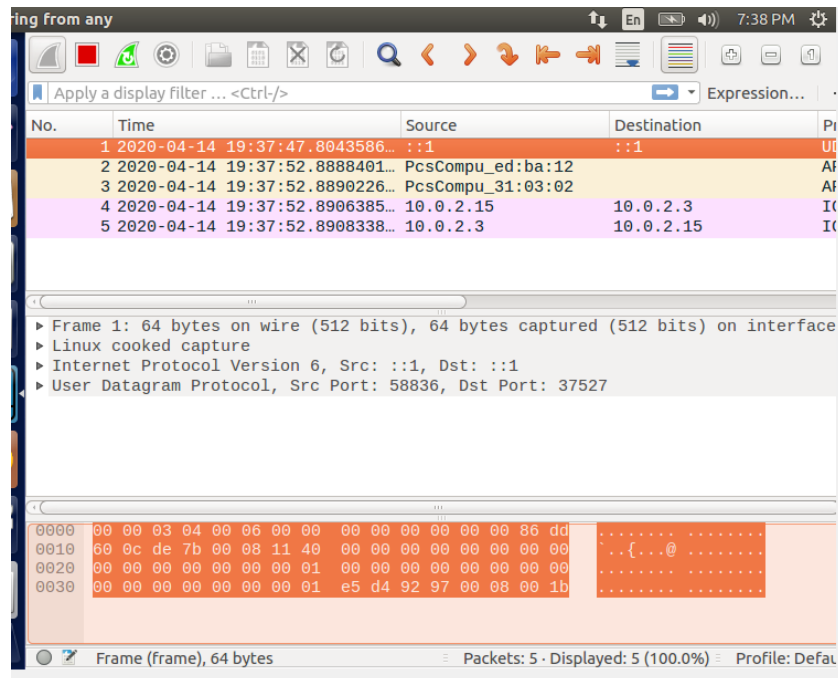 ring from any En 7:38 PM
Apply a display filter … <Ctrl-/> Expression…
No. Time Source Destination
1 2020-04-14 19:37:47.8043586… ::1 ::1 UD
2 2020-04-14 19:37:52.8888401… PcsCompu_ed:ba:12 AR
3 2020-04-14 19:37:52.8890226… PcsCompu_31:03:02 AR
4 2020-04-14 19:37:52.8906385… 10.0.2.15 10.0.2.3 IC
5 2020-04-14 19:37:52.8908338… 10.0.2.3 10.0.2.15 IC
Frame 1: 64 bytes on wire (512 bits), 64 bytes captured (512 bits) on interface
Linux cooked capture
Internet Protocol Version 6, Src: ::1, Dst: ::1
User Datagram Protocol, Src Port: 58836, Dst Port: 37527
0000 00 00 03 04 00 06 00 00 00 00 00 00 00 00 86 dd ........ ........
0010 60 0c de 7b 00 08 11 40 00 00 00 00 00 00 00 00 `..{...@ ........
0020 00 00 00 00 00 00 00 01 00 00 00 00 00 00 00 00 ........ ........
0030 00 00 00 00 00 00 00 01 e5 d4 92 97 00 08 00 1b ........ ........
Frame (frame), 64 bytes Packets: 5 · Displayed: 5 (100.0%) Profile: Defau